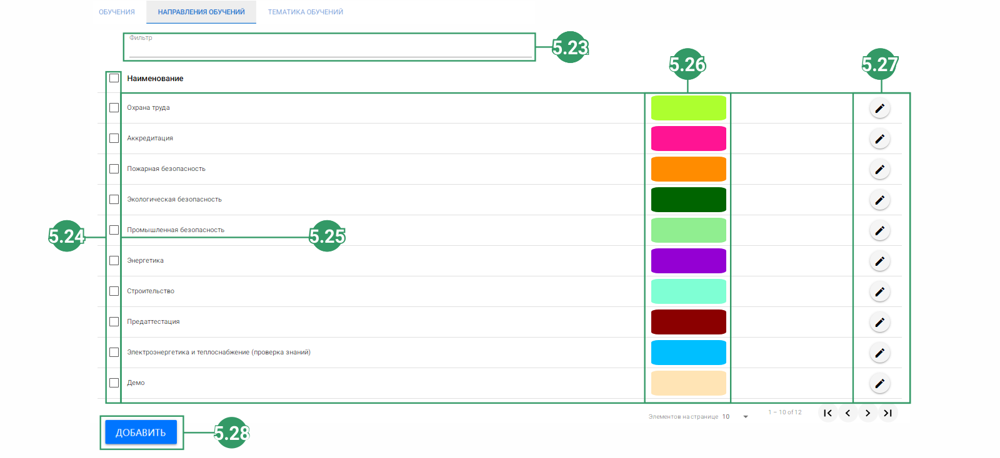 ОБУЧЕНИЯ НАПРАВЛЕНИЯ ОБУЧЕНИЙ ТЕМАТИКА ОБУЧЕНИЙ
Фильтр
5.23
5.26
5.27
Наименование
Охрана труда
Аккредитация
Пожарная безопасность
Экологическая безопасность
Промышленная безопасность
5.24
5.25
Энергетика
Строительство
Предаттестация
Электроэнергетика и теплоснабжение (проверка знаний)
Демо
Элементов на странице 10 1 – 10 of 12
ДОБАВИТЬ
5.28